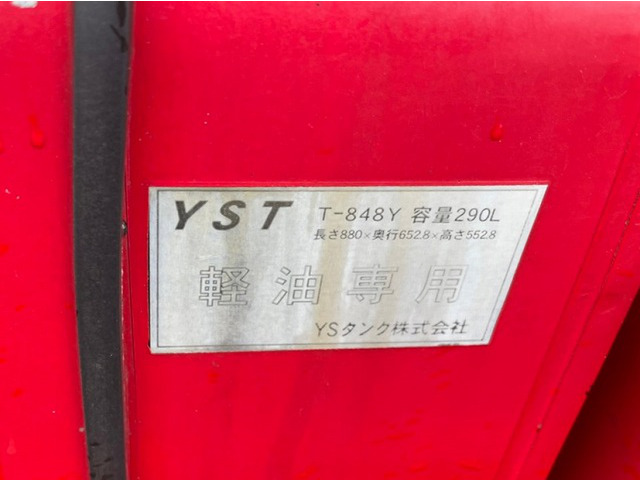 YST T-848Y 容量290L
長さ880×奥行652.8×高さ552.8
軽油専用
YSタンク株式会社